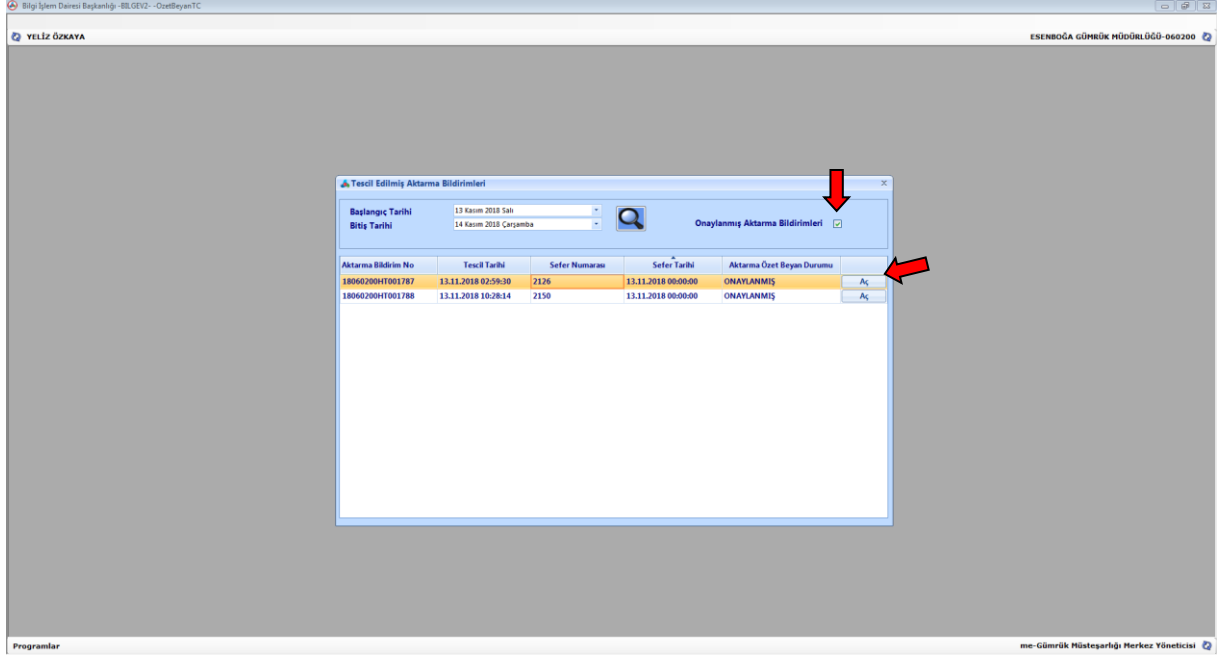 Bilgi İşlem Dairesi Başkanlığı -BILGEV2- -OzetBeyanTC
YELİZ ÖZKAYA ESENBOĞA GÜMRÜK MÜDÜRLÜĞÜ-060200
Tescil Edilmiş Aktarma Bildirimleri
Başlangıç Tarihi 13 Kasım 2018 Salı
Onaylanmış Aktarma Bildirimleri
Bitiş Tarihi 14 Kasım 2018 Çarşamba
Aktarma Bildirim No Tescil Tarihi Sefer Numarası Sefer Tarihi Aktarma Özet Beyan Durumu
18060200HT001787 13.11.2018 02:59:30 2126 13.11.2018 00:00:00 ONAYLANMIŞ Aç
18060200HT001788 13.11.2018 10:28:14 2150 13.11.2018 00:00:00 ONAYLANMIŞ Aç
Programlar me-Gümrük Müsteşarlığı Merkez Yöneticisi